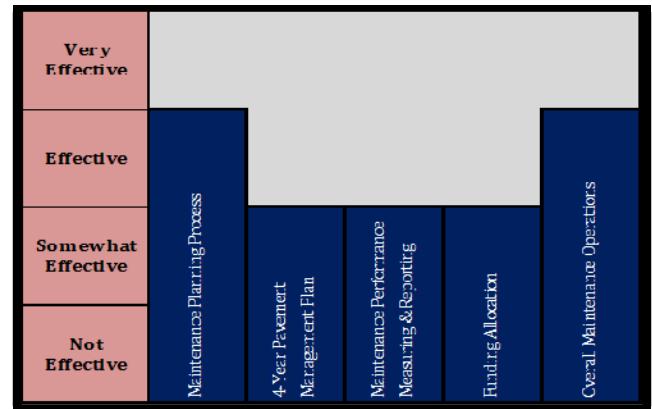 Very
Effective
Effective
Somewhat
Effective
Not
Effective
Maintenance Planning Process
4-Year Pavement
Management Plan
Maintenance Performance
Measuring & Reporting
Funding Allocation
Overall Maintenance Operations